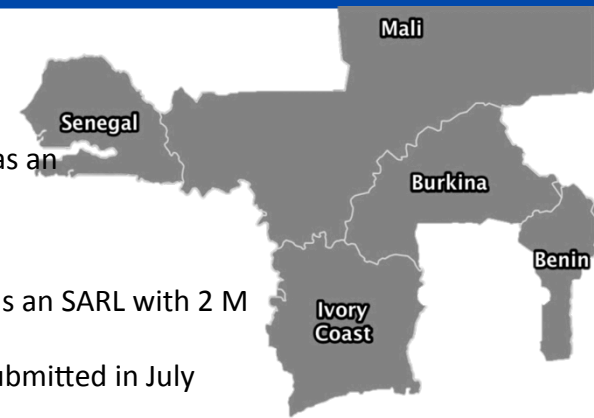 Mali
Senegal
as an
Burkina
Benin
s an SARL with 2 M
Ivory
Coast
ubmitted in July